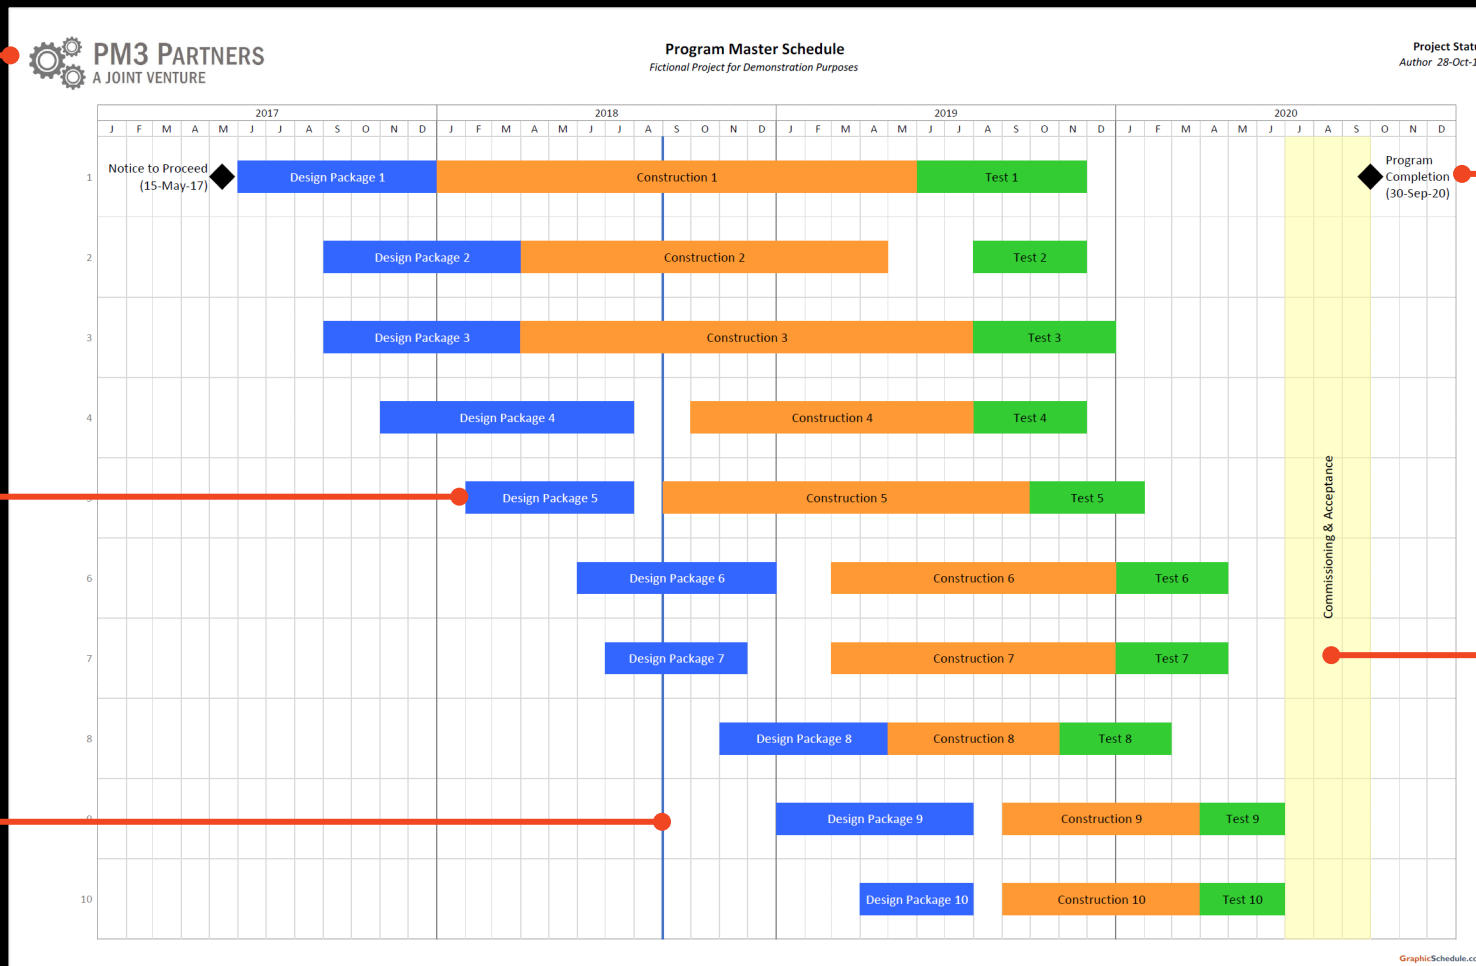 PM3 PARTNERS
A JOINT VENTURE
Program Master Schedule
Fictional Project for Demonstration Purposes
Project Statu
Author 28-Oct-1
2017 2018 2019 2020
J F M A M J J A S O N D J F M A M J J A S O N D J F M A M J J A S O N D J F M A M J J A S O N D
1
Notice to Proceed
(15-May-17)
Design Package 1 Construction 1 Test 1
Program
Completion
(30-Sep-20)
2 Design Package 2 Construction 2 Test 2
3 Design Package 3 Construction 3 Test 3
4 Design Package 4 Construction 4 Test 4
Design Package 5 Construction 5 Test 5
6 Design Package 6 Construction 6 Test 6
Commissioning & Acceptance
7 Design Package 7 Construction 7 Test 7
8 Design Package 8 Construction 8 Test 8
9 Design Package 9 Construction 9 Test 9
10 Design Package 10 Construction 10 Test 10
GraphicSchedule.co